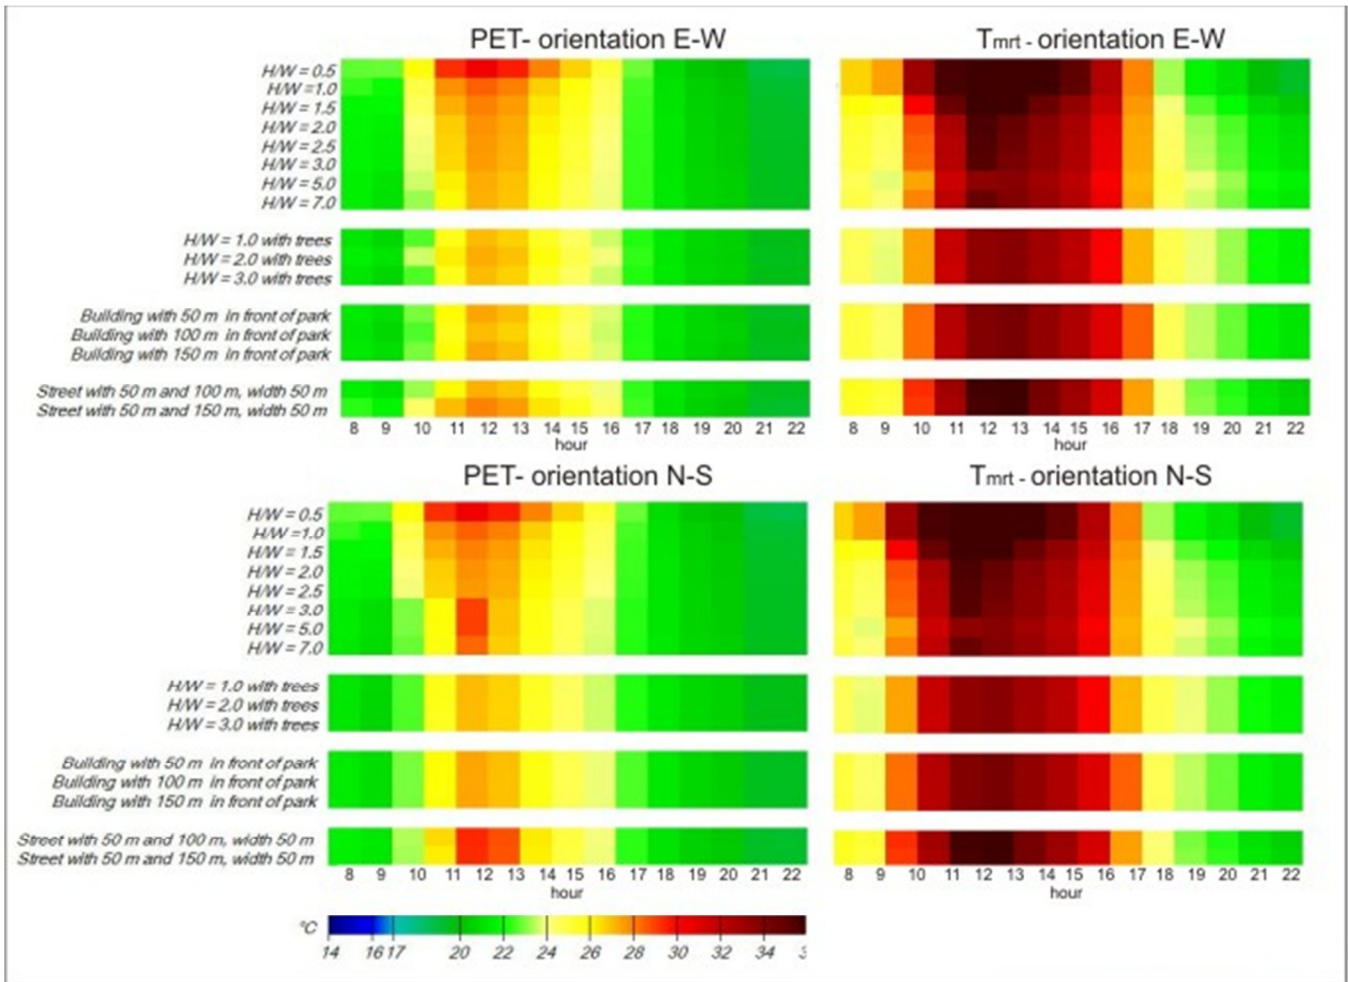 PET- orientation E-W
Tmrt - orientation E-W
H/W = 0.5
H/W =1.0
H/W = 1.5
H/W = 2.0
H/W = 2.5
H/W = 3.0
H/W = 5.0
H/W = 7.0
H/W = 1.0 with trees
H/W = 2.0 with trees
H/W = 3.0 with trees
Building with 50 m in front of park
Building with 100 m in front of park
Building with 150 m in front of park
Street with 50 m and 100 m, width 50 m
Street with 50 m and 150 m, width 50 m
8 9 10 11 12 13 14 15 16 17 18 19 20 21 22
hour
8 9 10 11 12 13 14 15 16 17 18 19 20 21 22
hour
PET- orientation N-S
Tmrt - orientation N-S
H/W = 0.5
H/W =1.0
H/W = 1.5
H/W = 2.0
H/W = 2.5
H/W = 3.0
H/W = 5.0
H/W = 7.0
H/W = 1.0 with trees
H/W = 2.0 with trees
H/W = 3.0 with trees
Building with 50 m in front of park
Building with 100 m in front of park
Building with 150 m in front of park
Street with 50 m and 100 m, width 50 m
Street with 50 m and 150 m, width 50 m
8 9 10 11 12 13 14 15 16 17 18 19 20 21 22
hour
8 9 10 11 12 13 14 15 16 17 18 19 20 21 22
hour
°C
14 16 17 20 22 24 26 28 30 32 34